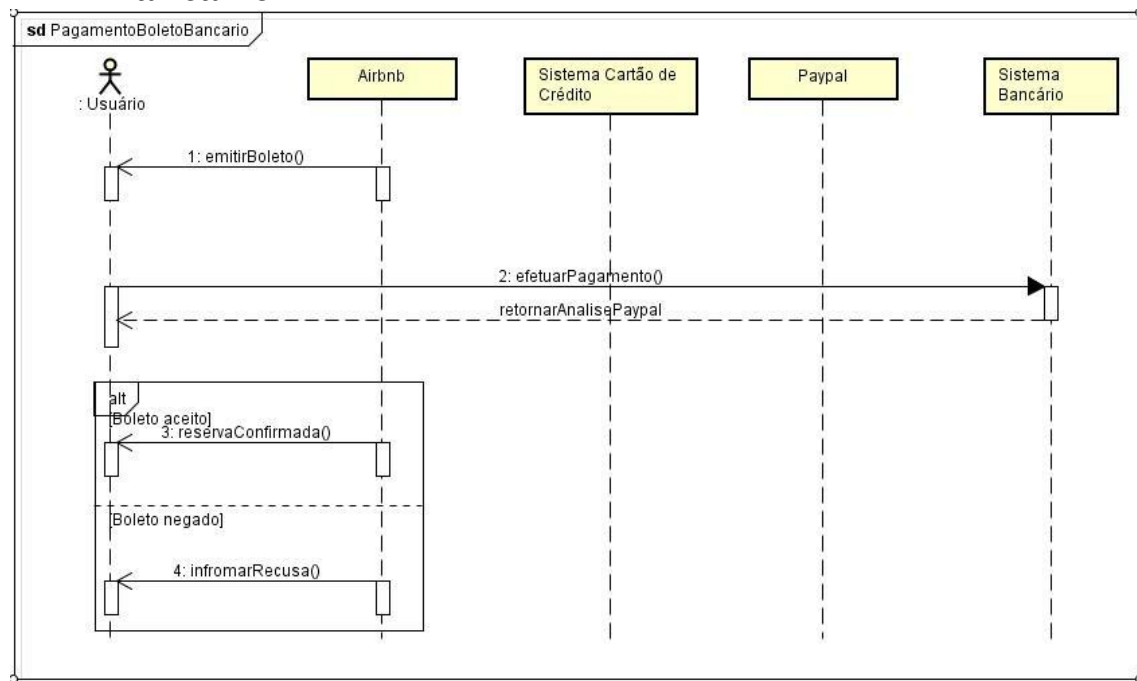 sd PagamentoBoletoBancario
: Usuário
Airbnb
Sistema Cartão de
Crédito
Paypal
Sistema
Bancário
1: emitirBoleto()
2: efetuarPagamento()
retornarAnalisePaypal
alt
[Boleto aceito]
3: reservaConfirmada()
[Boleto negado]
4: infromarRecusa()